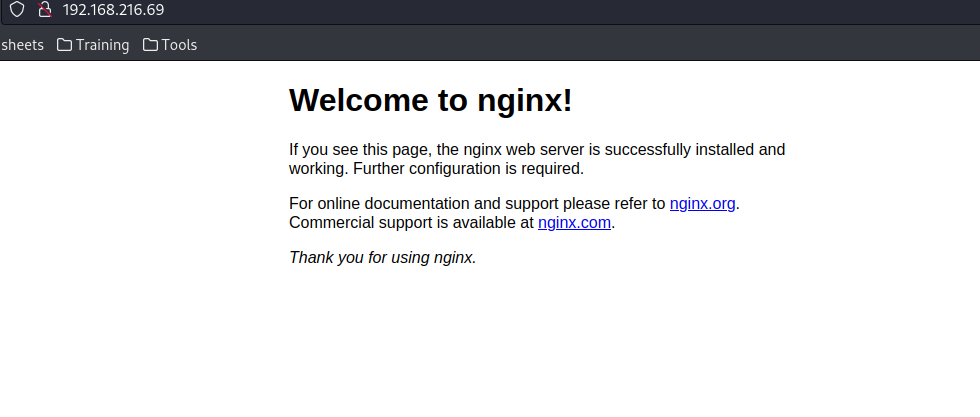 192.168.216.69
sheets Training Tools
Welcome to nginx!
If you see this page, the nginx web server is successfully installed and
working. Further configuration is required.
For online documentation and support please refer to nginx.org.
Commercial support is available at nginx.com.
Thank you for using nginx.